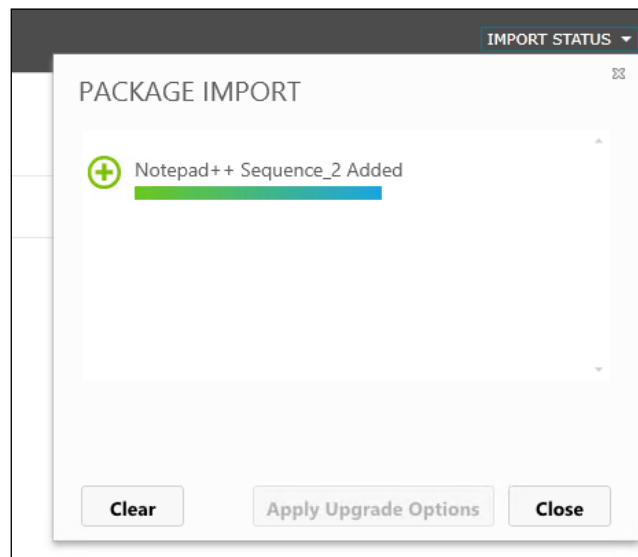 IMPORT STATUS
PACKAGE IMPORT
Notepad++ Sequence_2 Added
Clear
Apply Upgrade Options
Close